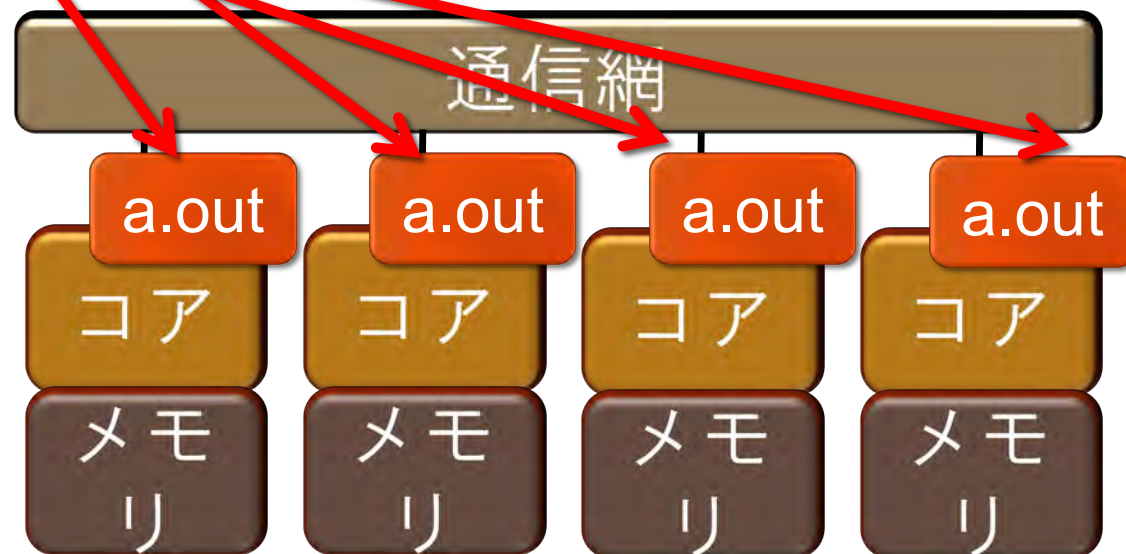 通信網
a.out a.out a.out a.out
コア コア コア コア
メモ メモ メモ メモ
リ リ リ リ